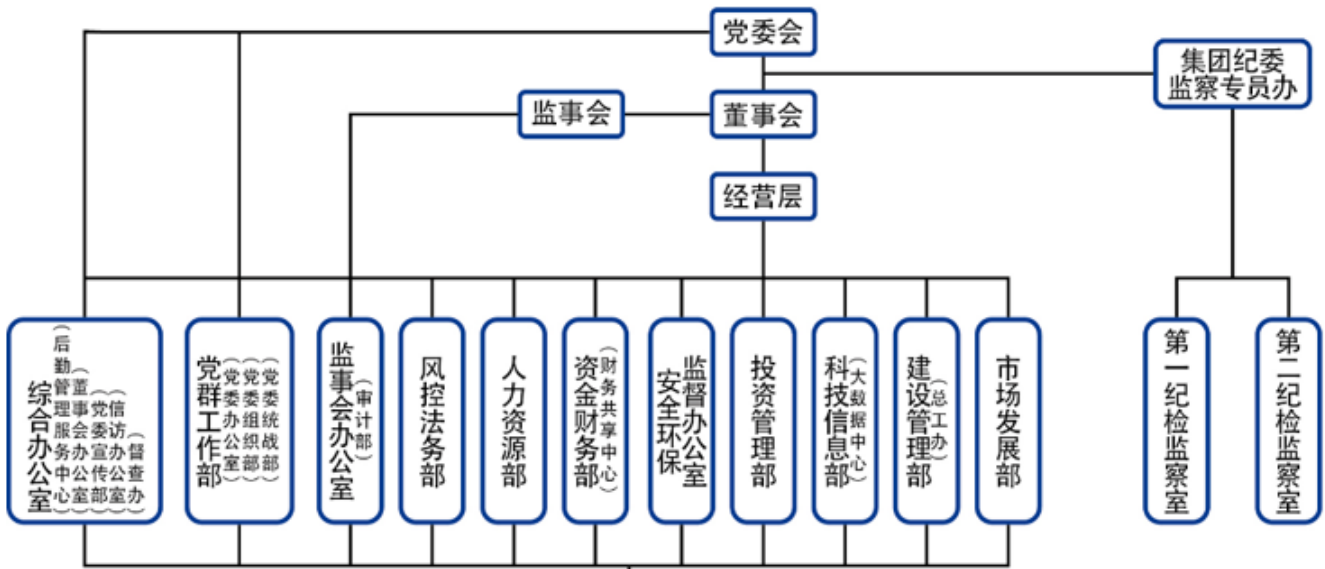 党委会
集团纪委
监察专员办
监事会
董事会
经营层
综合办公室
（后勤管理服务中心）
（董事会办公室）
（党委宣传部）
（信访办公室）
（督查办）
党群工作部
（党委办公室）
（党委组织部）
（党委统战部）
监事会办公室
（审计部）
风控法务部
人力资源部
资金财务部
（财务共享中心）
安全环保
监督办公室
投资管理部
科技信息部
（大数据中心）
建设管理部
（总工办）
市场发展部
第一纪检监察室
第二纪检监察室